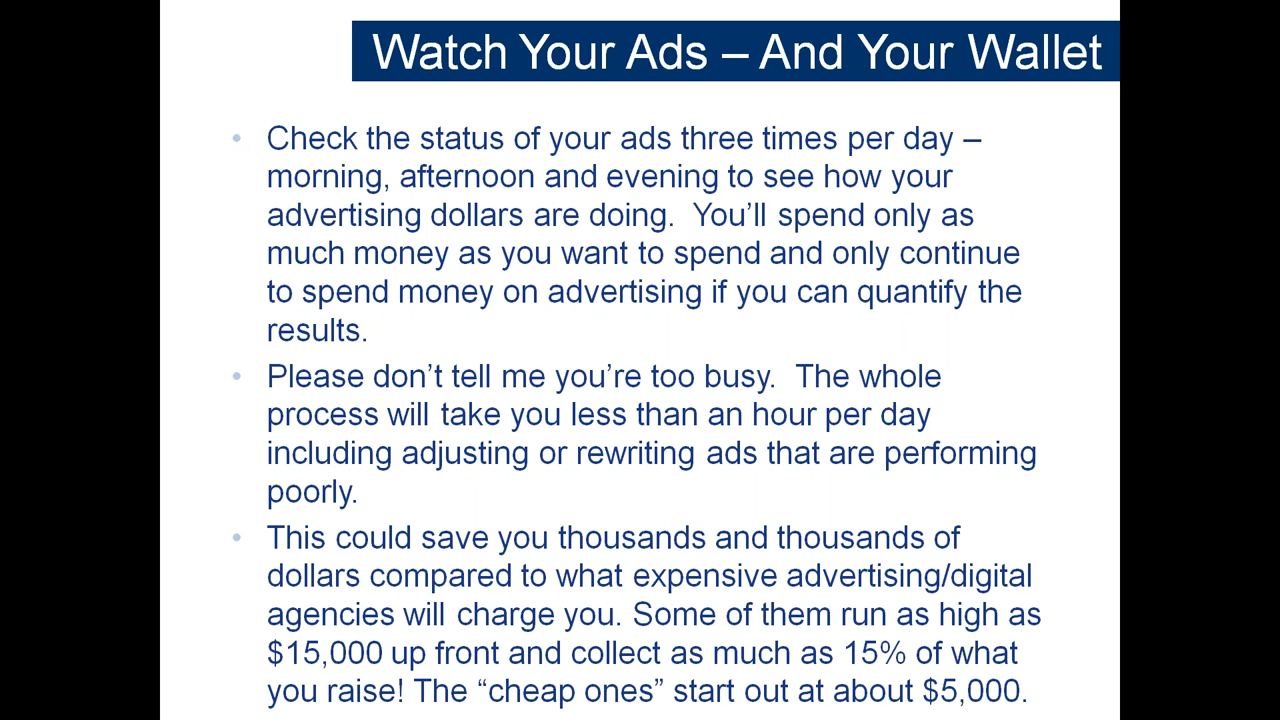 Watch Your Ads – And Your Wallet
• Check the status of your ads three times per day –
morning, afternoon and evening to see how your
advertising dollars are doing.  You’ll spend only as
much money as you want to spend and only continue
to spend money on advertising if you can quantify the
results.
• Please don’t tell me you’re too busy.  The whole
process will take you less than an hour per day
including adjusting or rewriting ads that are performing
poorly.
• This could save you thousands and thousands of
dollars compared to what expensive advertising/digital
agencies will charge you. Some of them run as high as
$15,000 up front and collect as much as 15% of what
you raise! The “cheap ones” start out at about $5,000.